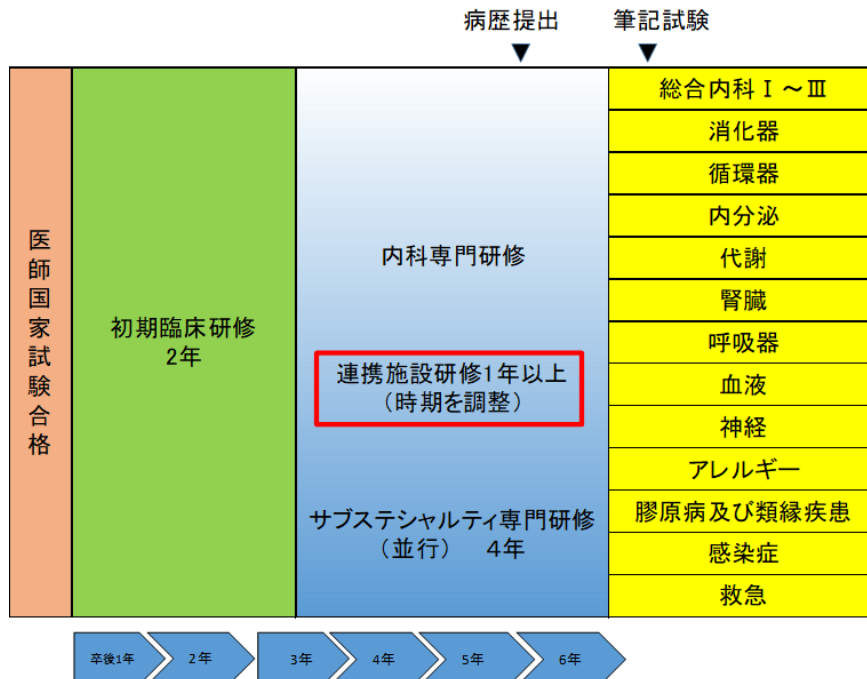 病歴提出
筆記試験
医師国家試験合格
初期臨床研修
2年
内科専門研修
連携施設研修1年以上
（時期を調整）
サブステシャルティ専門研修
（並行）　4年
総合内科Ⅰ～Ⅲ
消化器
循環器
内分泌
代謝
腎臓
呼吸器
血液
神経
アレルギー
膠原病及び類縁疾患
感染症
救急
卒後1年
2年
3年
4年
5年
6年